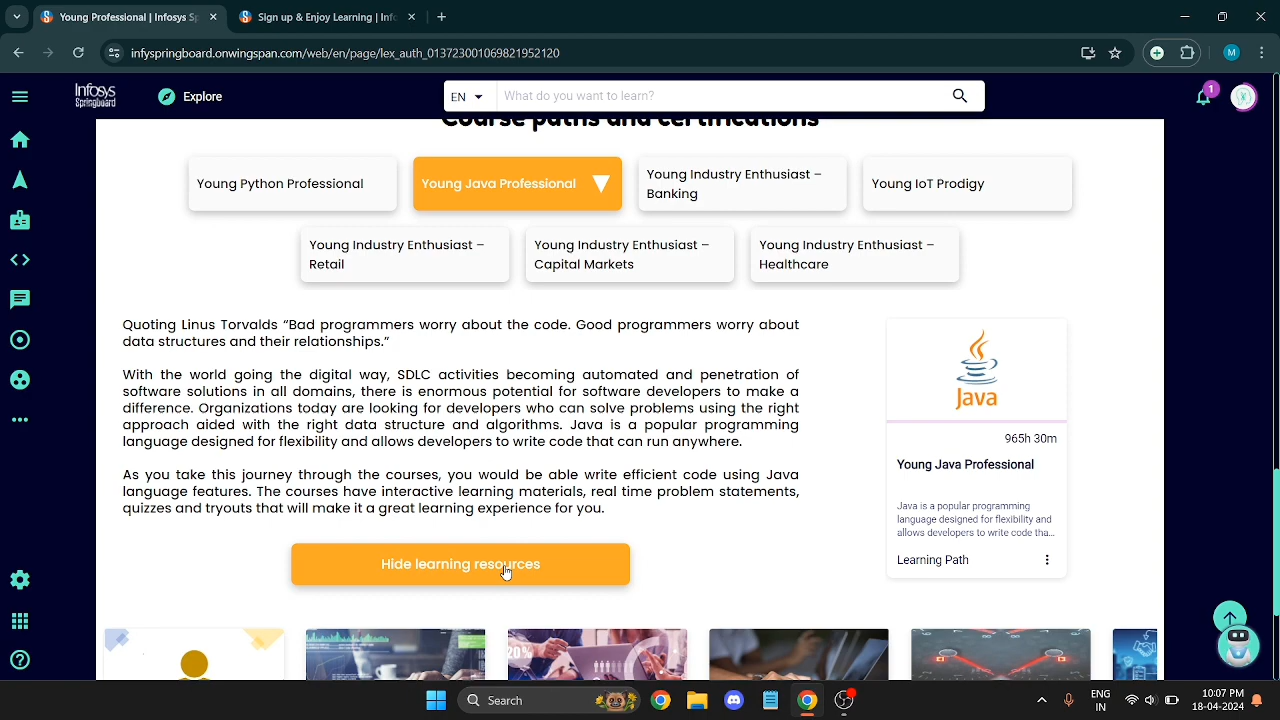 Young Professional | Infosys Sp
Sign up & Enjoy Learning | Info
infyspringboard.onwingspan.com/web/en/page/lex_auth_013723001069821952120
M
Infosys
Springboard
Explore
EN
What do you want to learn?
1
Course paths and certifications
Young Python Professional
Young Java Professional
Young Industry Enthusiast –
Banking
Young IoT Prodigy
Young Industry Enthusiast –
Retail
Young Industry Enthusiast –
Capital Markets
Young Industry Enthusiast –
Healthcare
Quoting Linus Torvalds “Bad programmers worry about the code. Good programmers worry about
data structures and their relationships.”
With the world going the digital way, SDLC activities becoming automated and penetration of
software solutions in all domains, there is enormous potential for software developers to make a
difference. Organizations today are looking for developers who can solve problems using the right
approach aided with the right data structure and algorithms. Java is a popular programming
language designed for flexibility and allows developers to write code that can run anywhere.
As you take this journey through the courses, you would be able write efficient code using Java
language features. The courses have interactive learning materials, real time problem statements,
quizzes and tryouts that will make it a great learning experience for you.
Hide learning resources
Java
965h 30m
Young Java Professional
Java is a popular programming
language designed for flexibility and
allows developers to write code tha...
Learning Path
20%
Search
ENG
IN
10:07 PM
18-04-2024